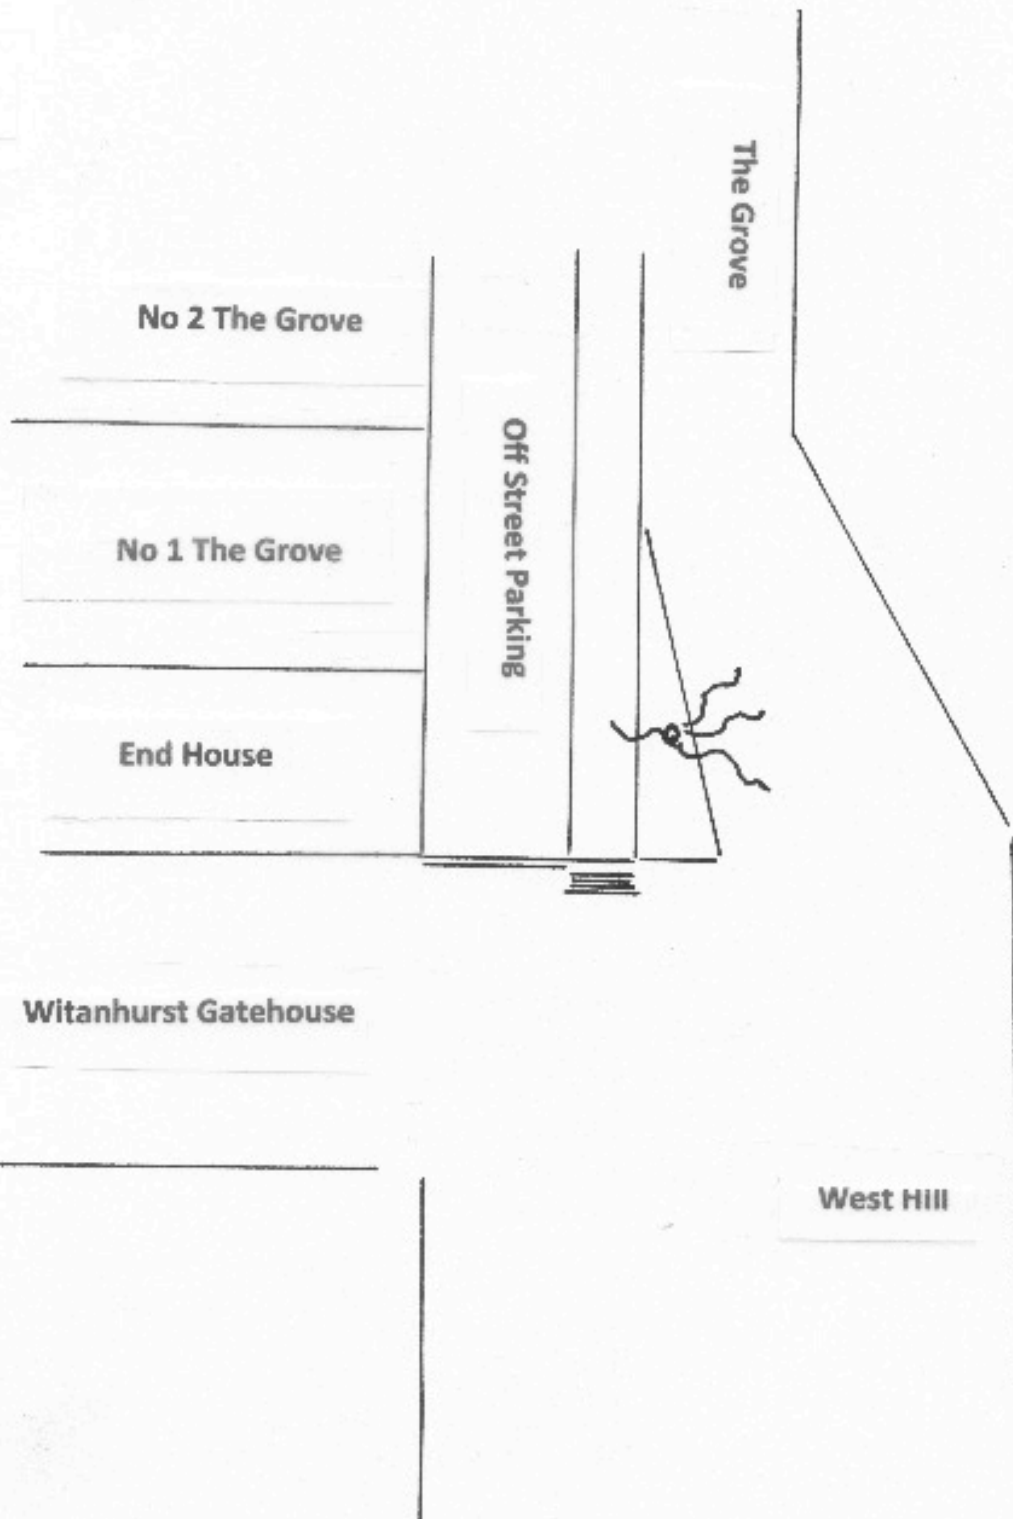 The Grove
No 2 The Grove
Off Street Parking
No 1 The Grove
End House
Witanhurst Gatehouse
West Hill